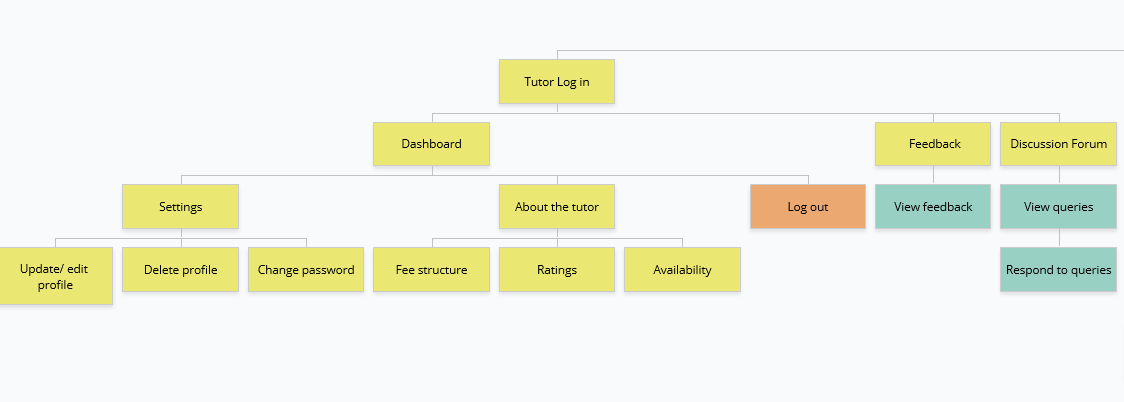 Tutor Log in
Dashboard
Feedback
Discussion Forum
Settings
About the tutor
Log out
View feedback
View queries
Update/ edit
profile
Delete profile
Change password
Fee structure
Ratings
Availability
Respond to queries